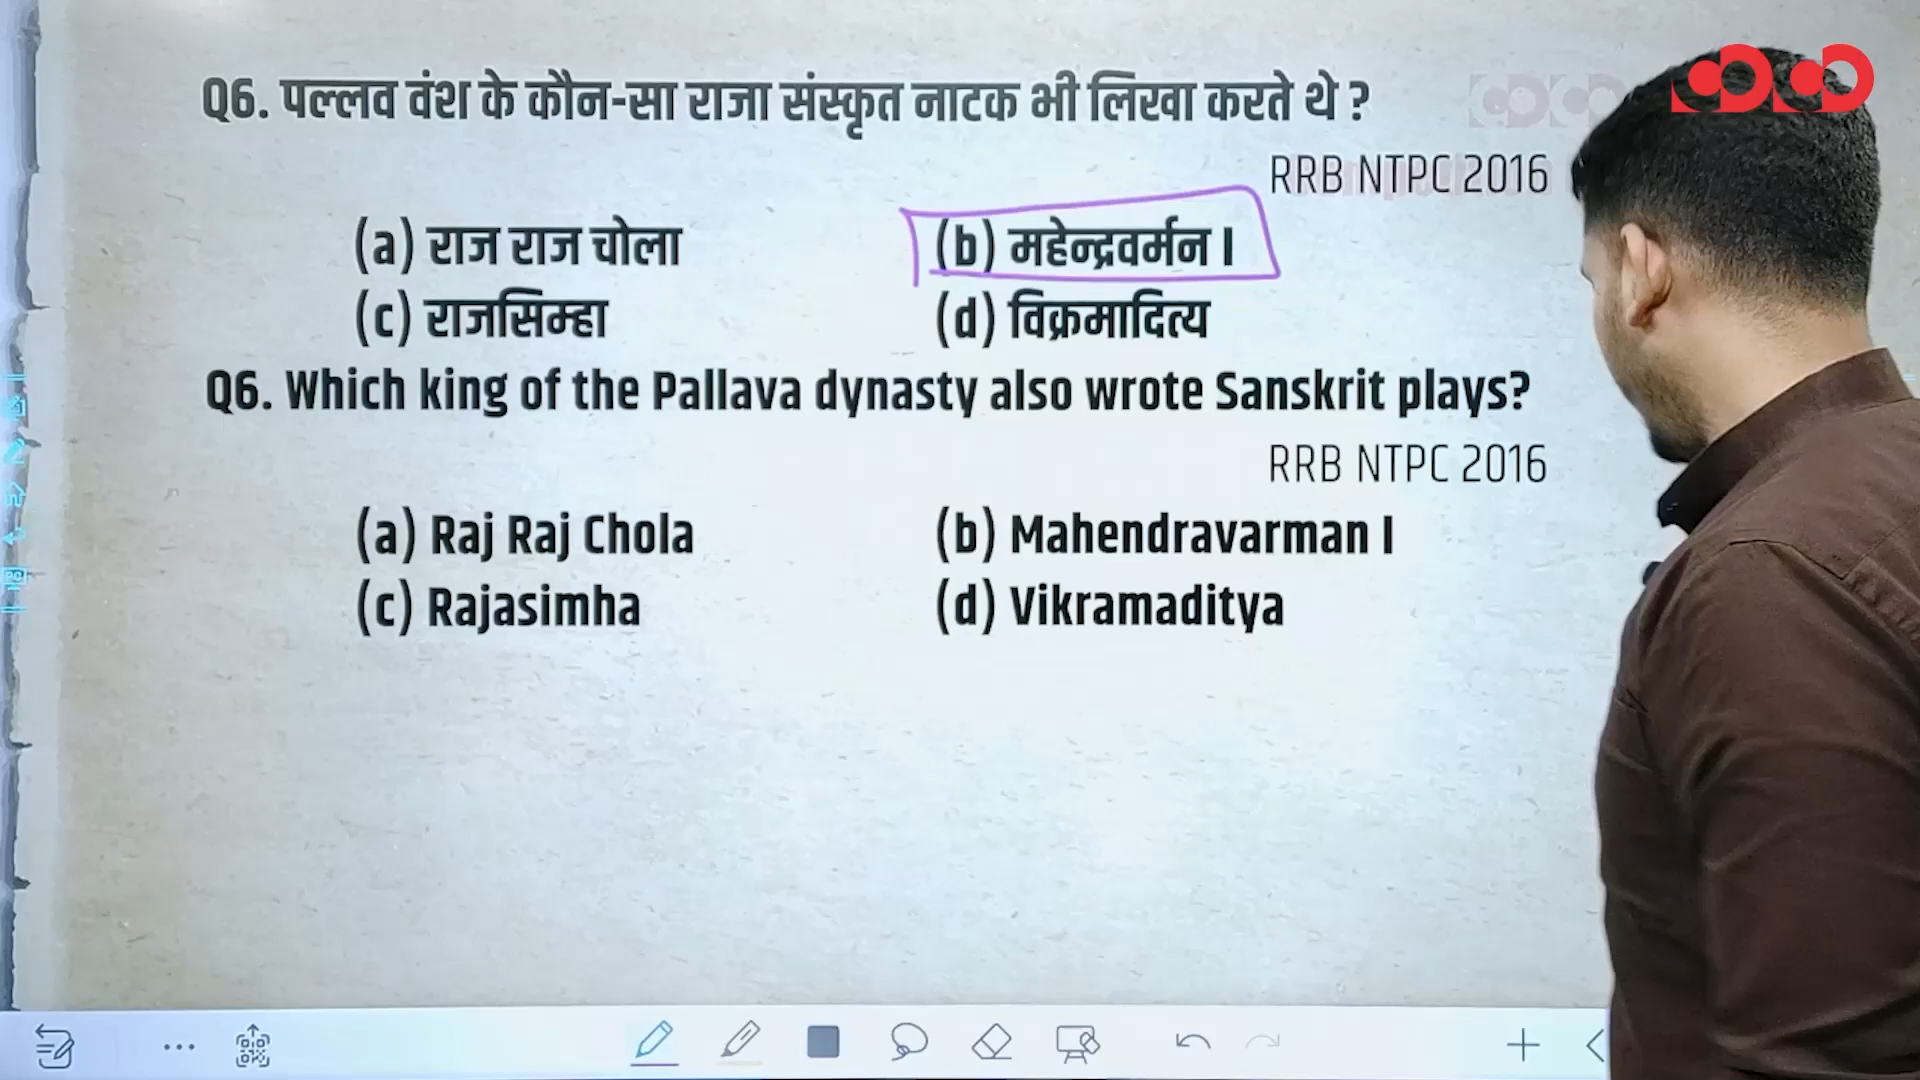 Q6. पल्लव वंश के कौन-सा राजा संस्कृत नाटक भी लिखा करते थे ?
RRB NTPC 2016
(a) राज राज चोला (b) महेन्द्रवर्मन I
(c) राजसिम्हा (d) विक्रमादित्य
Q6. Which king of the Pallava dynasty also wrote Sanskrit plays?
RRB NTPC 2016
(a) Raj Raj Chola (b) Mahendravarman I
(c) Rajasimha (d) Vikramaditya